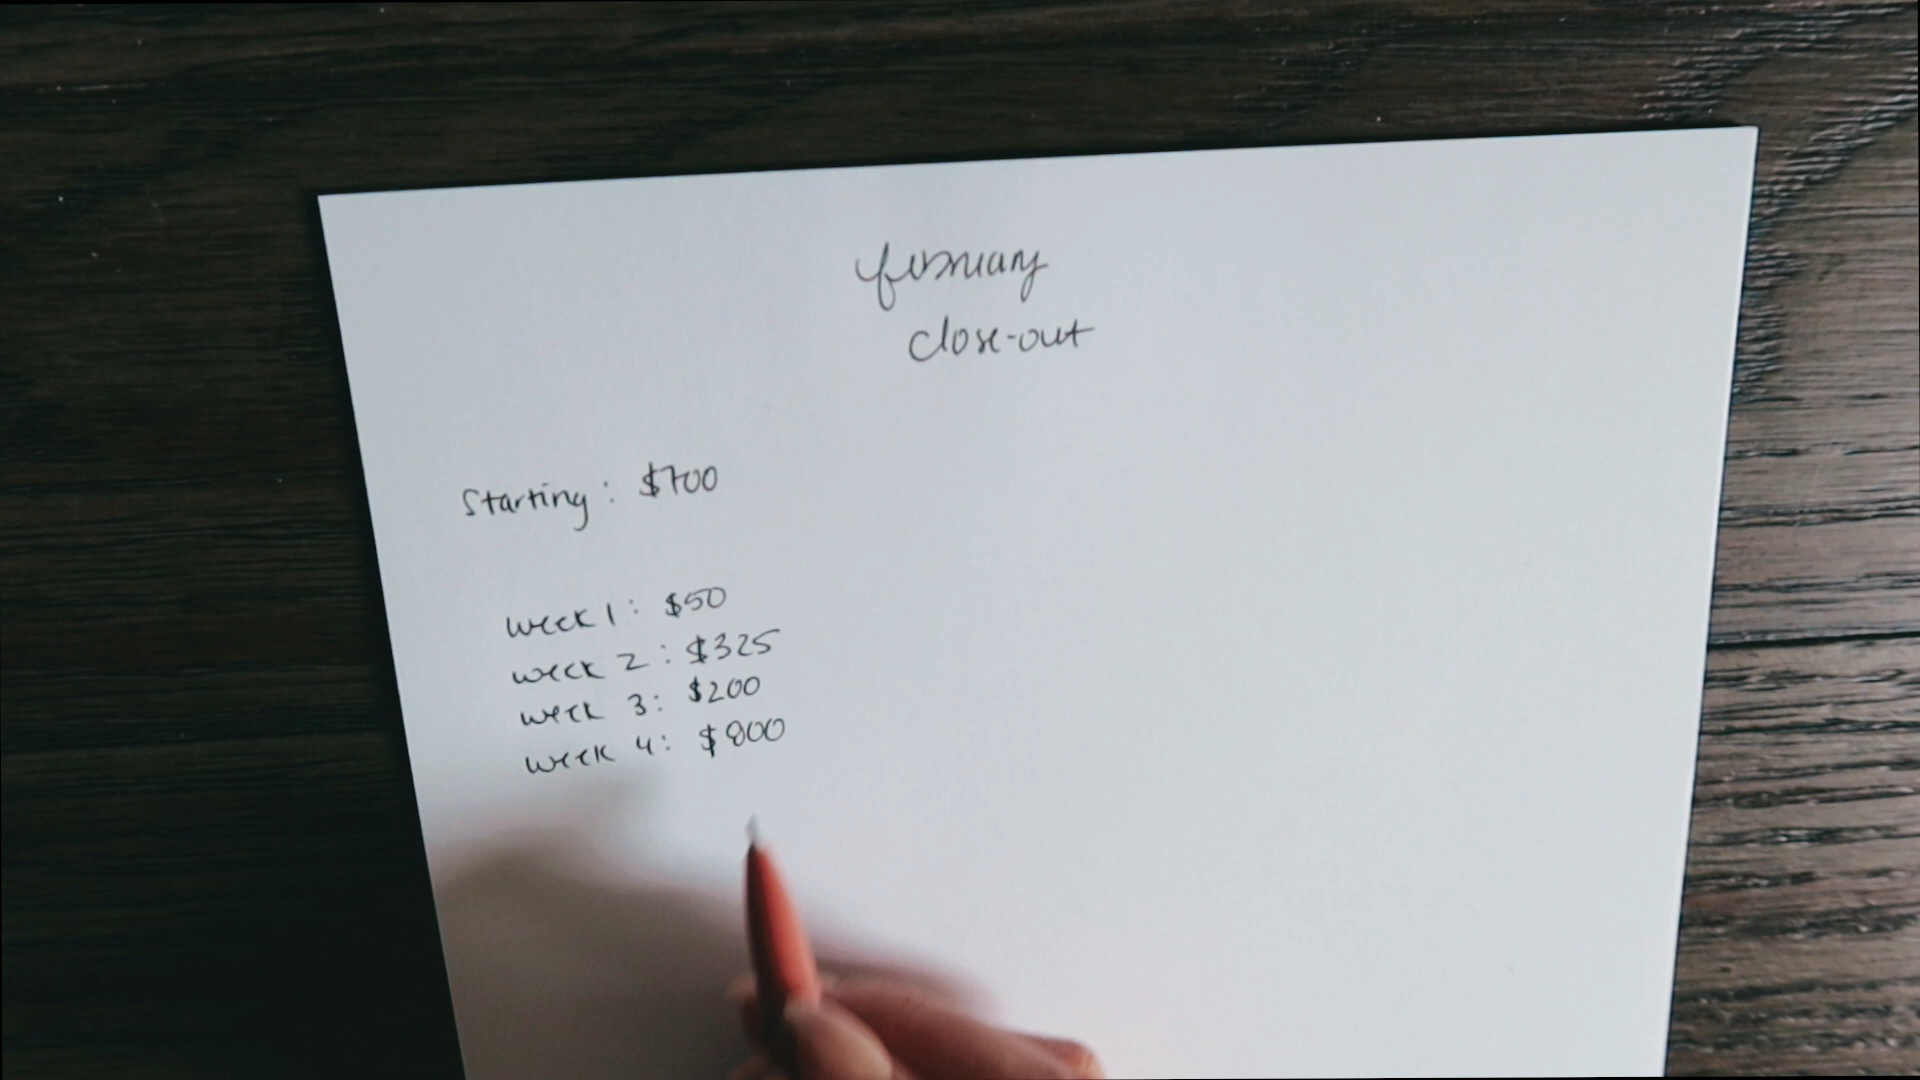 february
close-out
Starting: $700
week 1: $50
week 2: $325
week 3: $200
week 4: $800